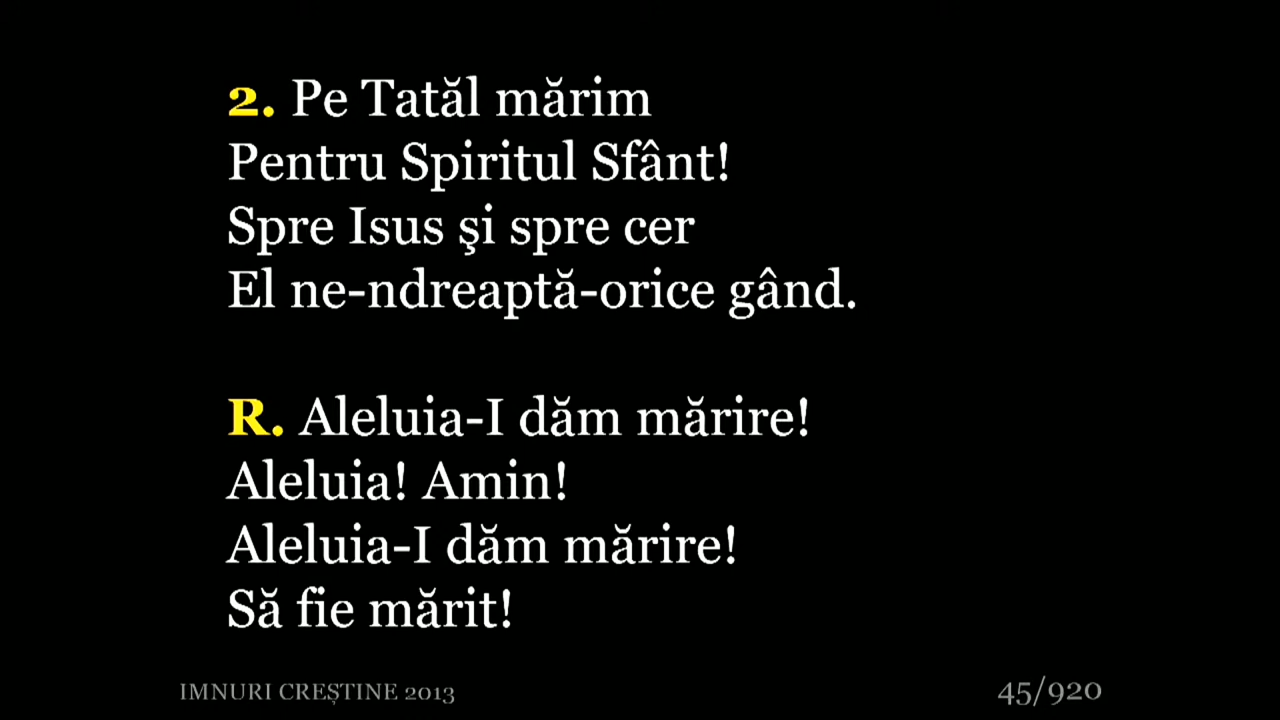 2. Pe Tatăl mărim
Pentru Spiritul Sfânt!
Spre Isus şi spre cer
El ne-ndreaptă-orice gând.
R. Aleluia-I dăm mărire!
Aleluia! Amin!
Aleluia-I dăm mărire!
Să fie mărit!
IMNURI CREȘTINE 2013
45/920